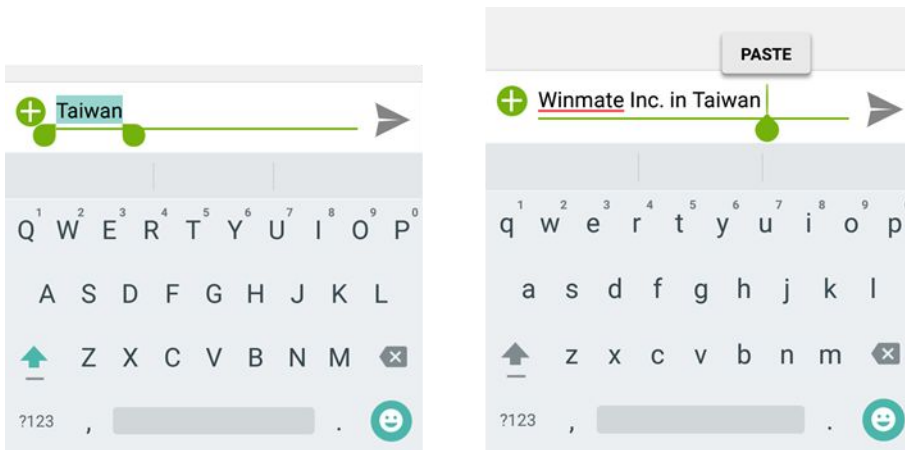 Taiwan
1 2 3 4 5 6 7 8 9 0
Q W E R T Y U I O P
A S D F G H J K L
Z X C V B N M
?123 , .
PASTE
Winmate Inc. in Taiwan
1 2 3 4 5 6 7 8 9
q w e r t y u i o p
a s d f g h j k l
z x c v b n m
?123 , .